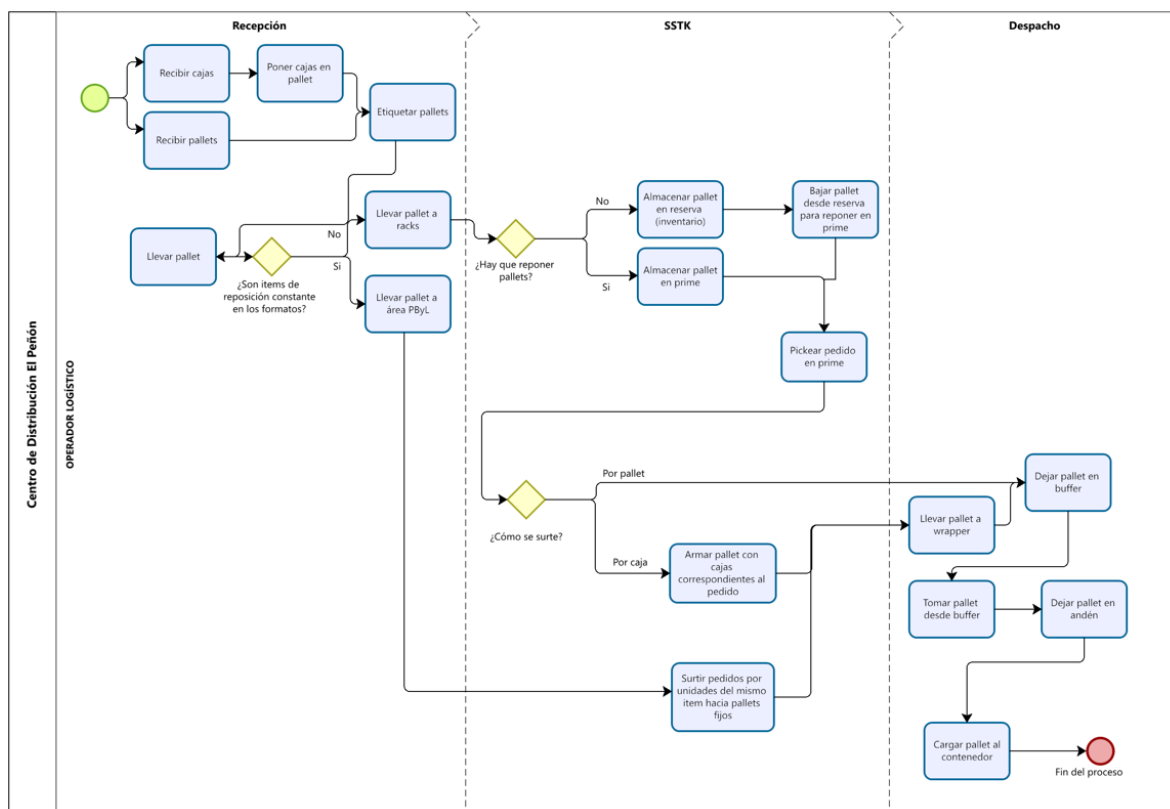 Centro de Distribución El Peñón
OPERADOR LOGÍSTICO
Recepción
SSTK
Despacho
Recibir cajas
Poner cajas en
pallet
Recibir pallets
Etiquetar pallets
Llevar pallet
¿Son items de
reposición constante
en los formatos?
No
Si
Llevar pallet a
racks
Llevar pallet a
área PByL
¿Hay que reponer
pallets?
No
Si
Almacenar pallet
en reserva
(inventario)
Bajar pallet
desde reserva
para reponer en
prime
Almacenar pallet
en prime
Pickear pedido
en prime
¿Cómo se surte?
Por pallet
Por caja
Armar pallet con
cajas
correspondientes al
pedido
Surtir pedidos por
unidades del mismo
item hacia pallets
fijos
Dejar pallet en
buffer
Llevar pallet a
wrapper
Tomar pallet
desde buffer
Dejar pallet en
andén
Cargar pallet al
contenedor
Fin del proceso